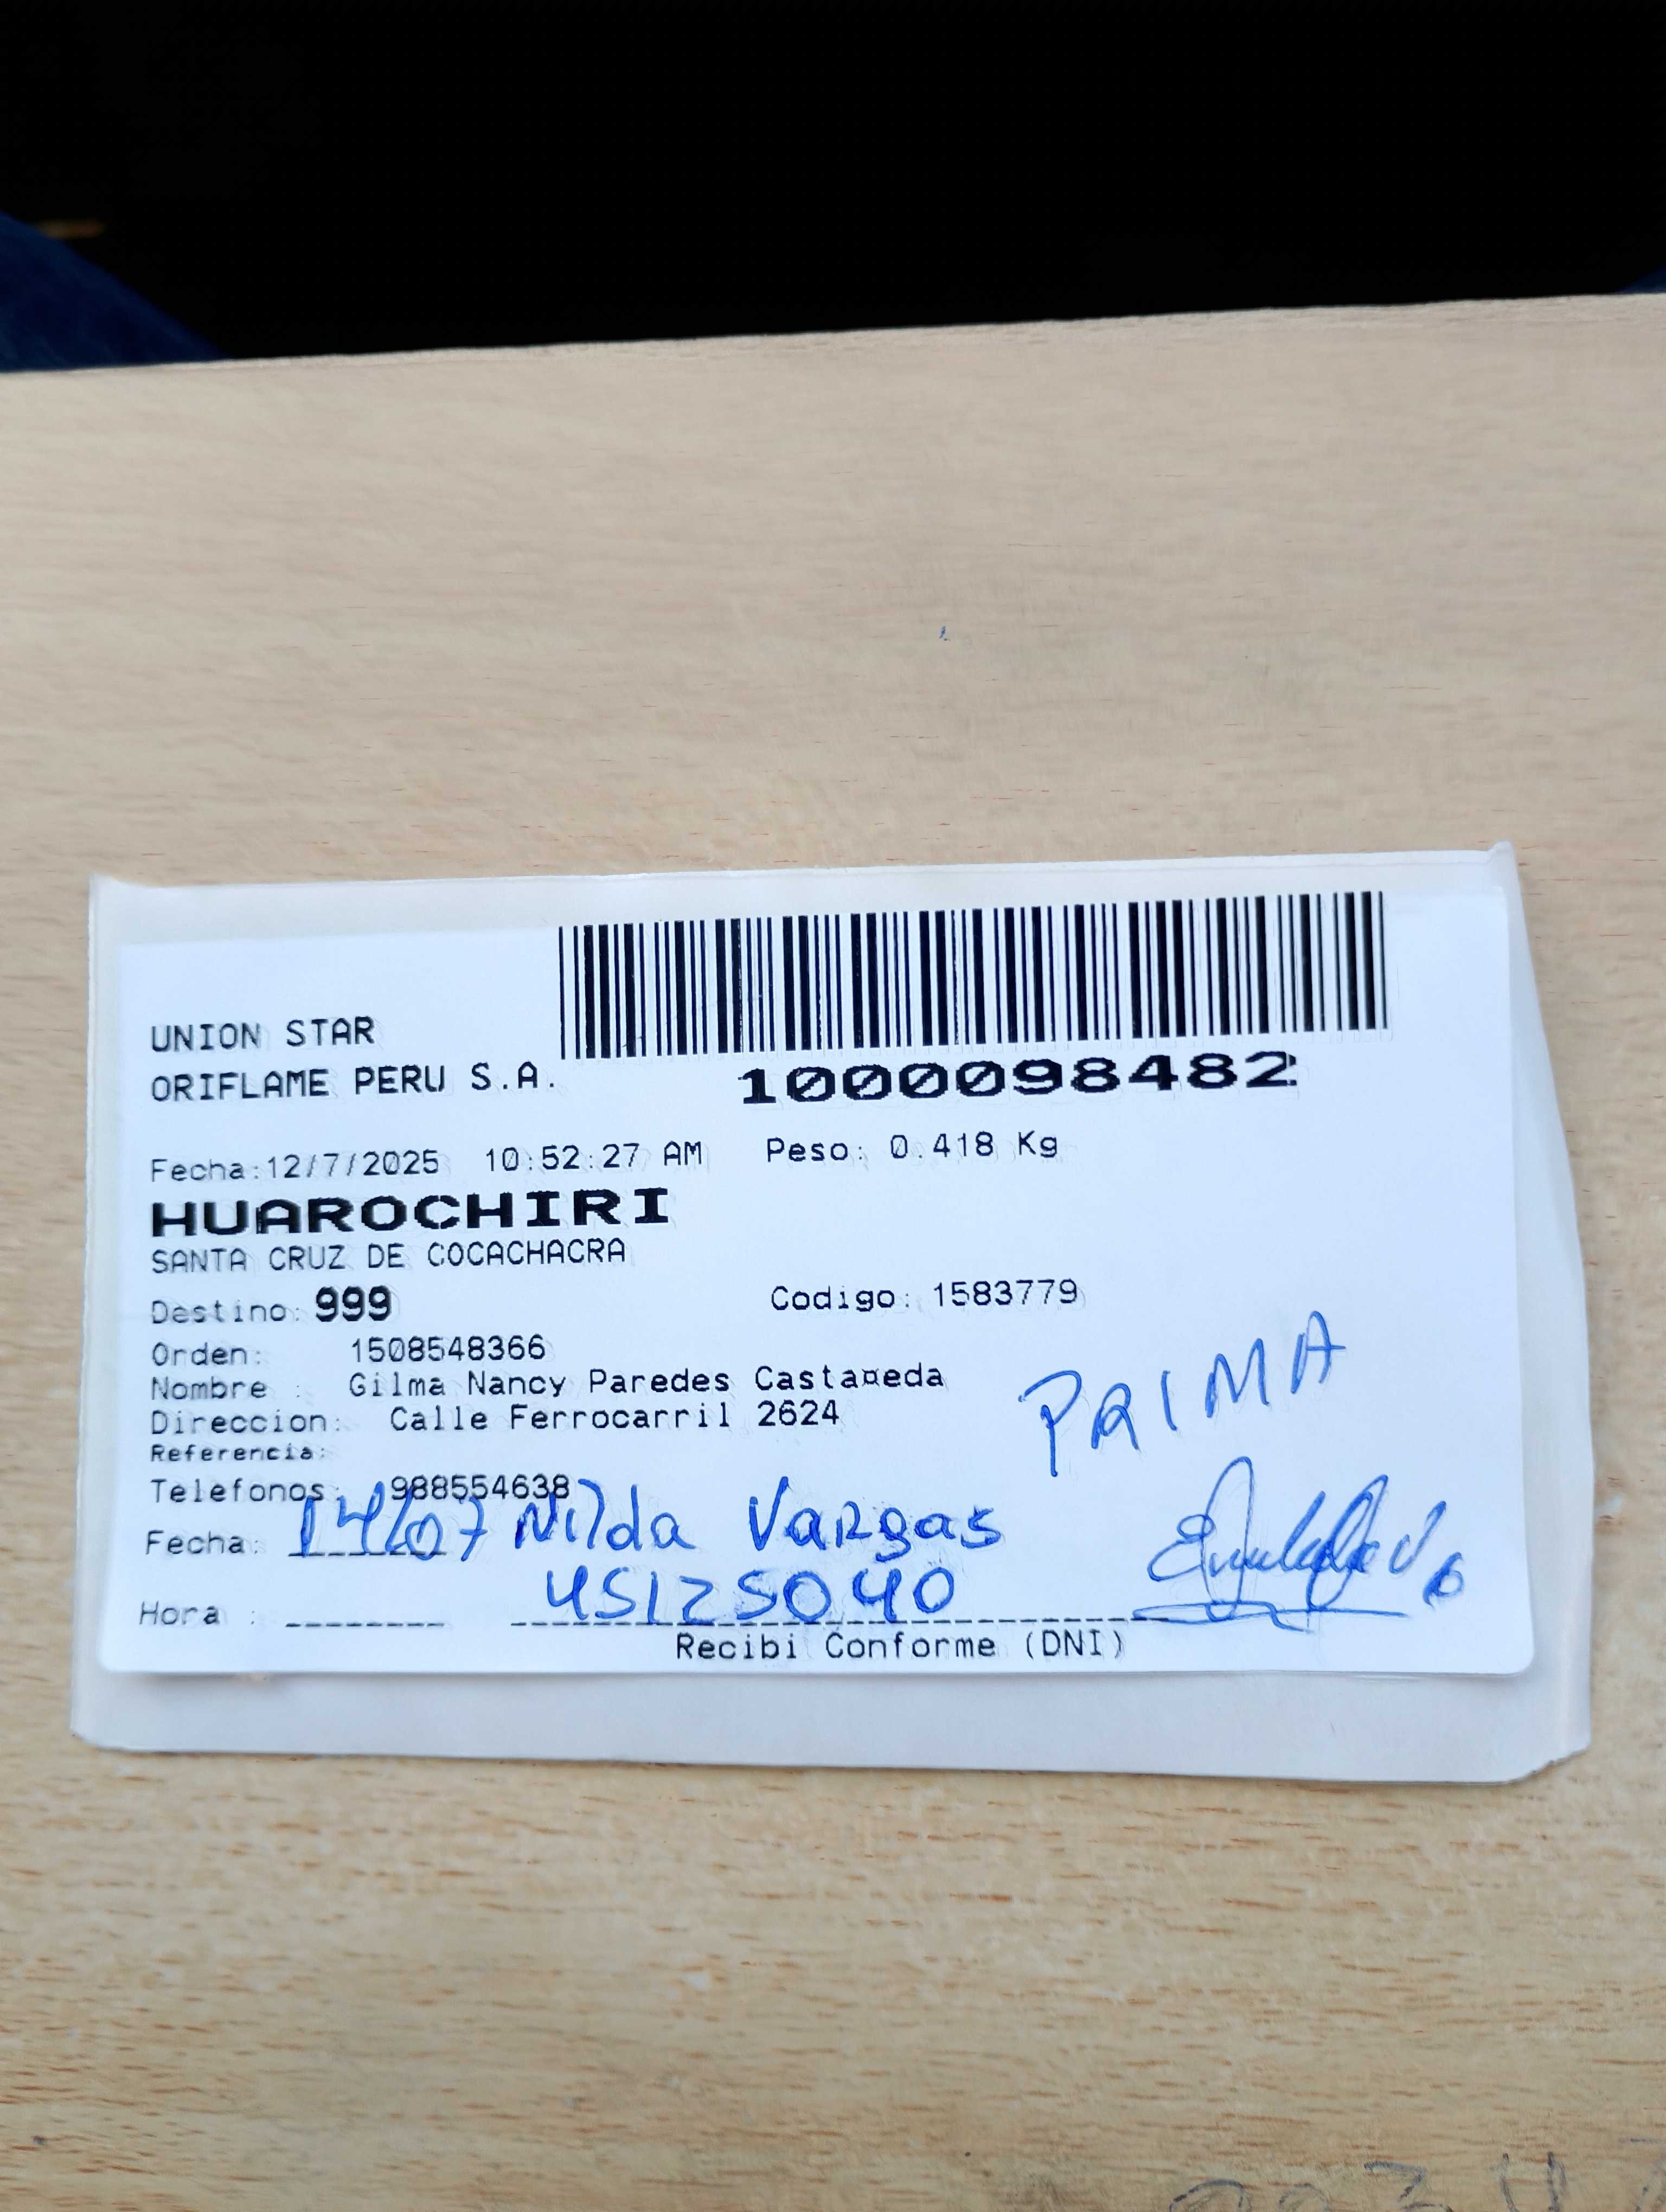 UNION STAR
ORIFLAME PERU S.A.
1000098482
Fecha:12/7/2025 10:52:27 AM Peso: 0.418 Kg
HUAROCHIRI
SANTA CRUZ DE COCACHACRA
Destino: 999 Codigo: 1583779
Orden: 1508548366
Nombre : Gilma Nancy Paredes Casta¤eda
Direccion: Calle Ferrocarril 2624
PRIMA
Referencia:
Telefonos: 988554638
Fecha: 14/07 Nilda Vargas
45125040
Hora :
Recibi Conforme (DNI)